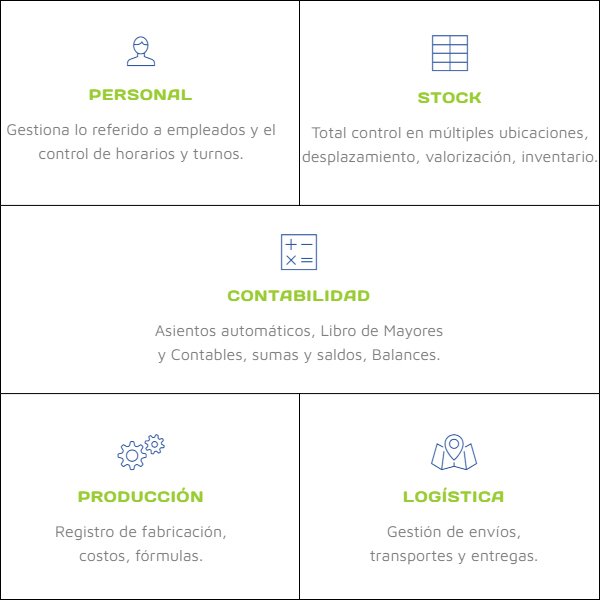 PERSONAL
Gestiona lo referido a empleados y el
control de horarios y turnos.
STOCK
Total control en múltiples ubicaciones,
desplazamiento, valorización, inventario.
CONTABILIDAD
Asientos automáticos, Libro de Mayores
y Contables, sumas y saldos, Balances.
PRODUCCIÓN
Registro de fabricación,
costos, fórmulas.
LOGÍSTICA
Gestión de envíos,
transportes y entregas.